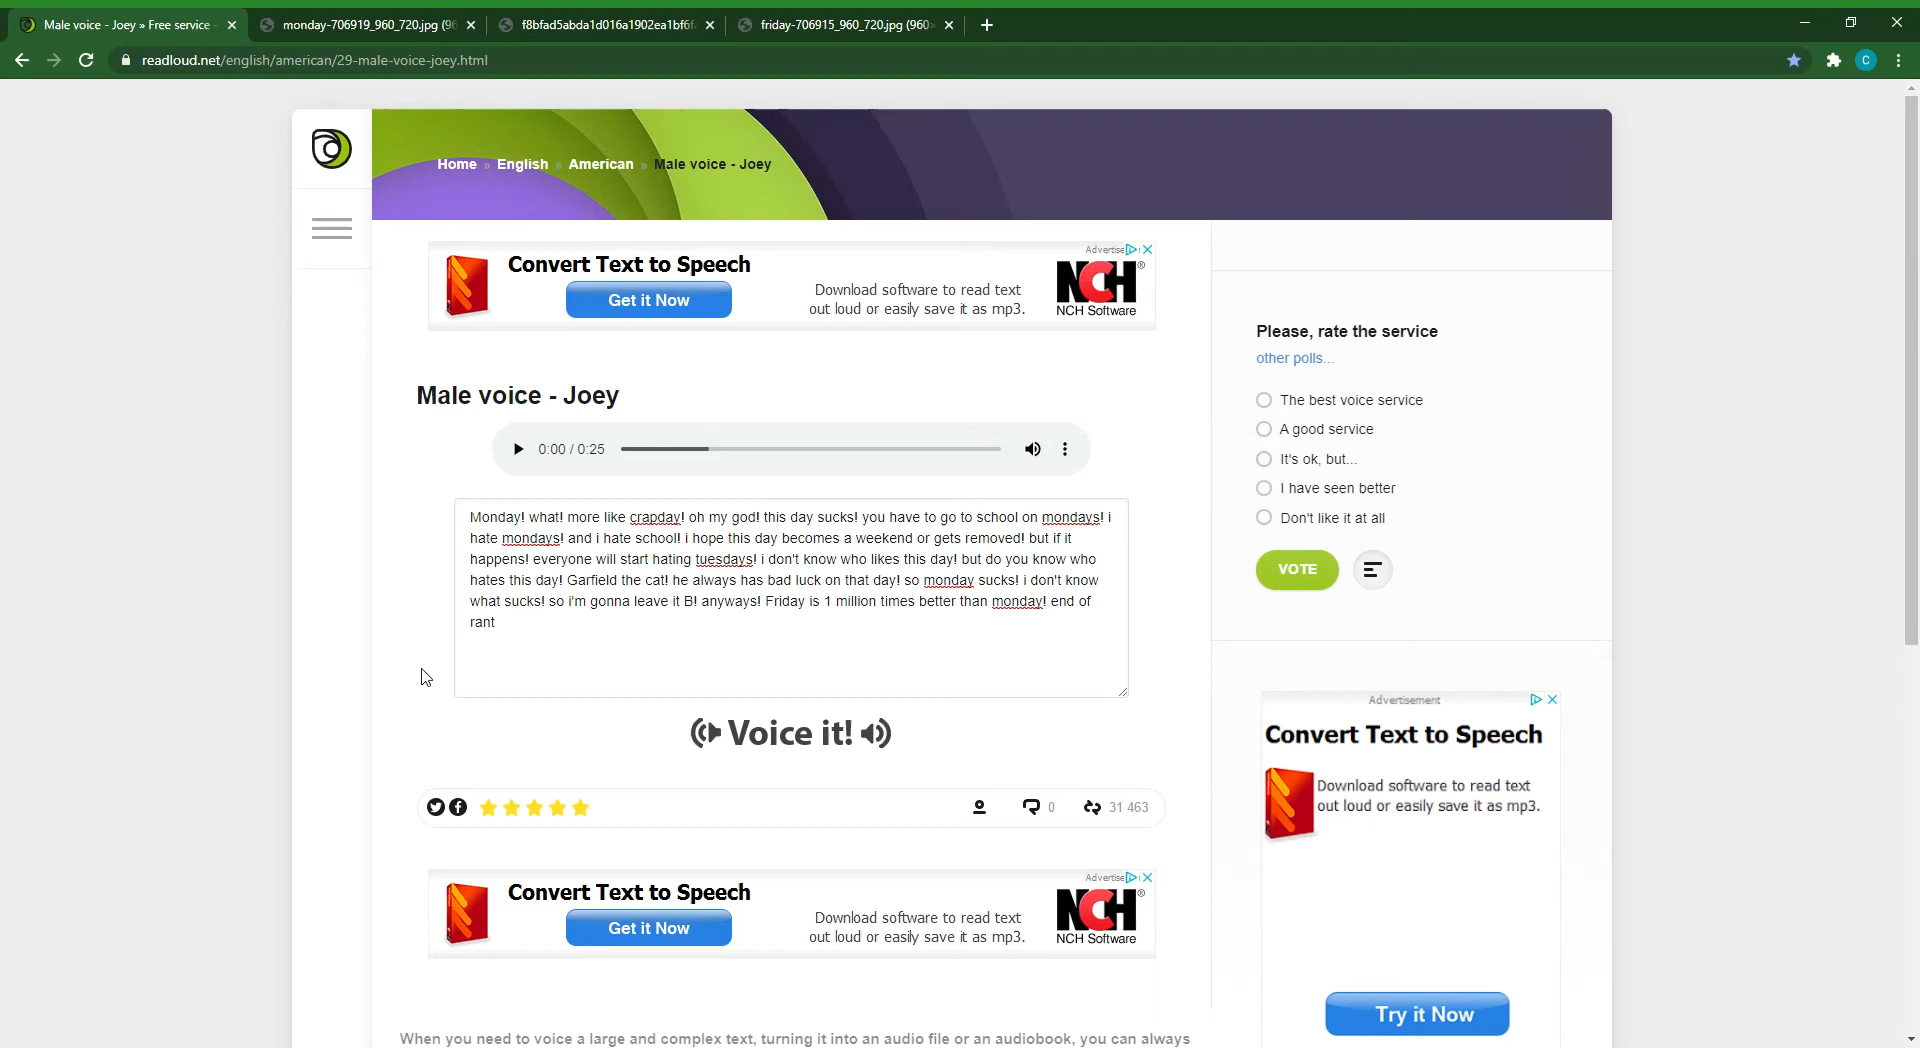 Male voice - Joey » Free service
monday-706919_960_720.jpg (96
f8bfad5abda1d016a1902ea1bf6f
friday-706915_960_720.jpg (960
readloud.net/english/american/29-male-voice-joey.html
C
Home » English » American » Male voice - Joey
Advertise
Convert Text to Speech
Get it Now
Download software to read text
out loud or easily save it as mp3.
NCH®
NCH Software
Male voice - Joey
0:00 / 0:25
Monday! what! more like crapday! oh my god! this day sucks! you have to go to school on mondays! i
hate mondays! and i hate school! i hope this day becomes a weekend or gets removed! but if it
happens! everyone will start hating tuesdays! i don't know who likes this day! but do you know who
hates this day! Garfield the cat! he always has bad luck on that day! so monday sucks! i don't know
what sucks! so i'm gonna leave it B! anyways! Friday is 1 million times better than monday! end of
rant
Voice it!
0
31 463
Advertise
Convert Text to Speech
Get it Now
Download software to read text
out loud or easily save it as mp3.
NCH®
NCH Software
When you need to voice a large and complex text, turning it into an audio file or an audiobook, you can always
Please, rate the service
other polls...
The best voice service
A good service
It's ok, but...
I have seen better
Don't like it at all
VOTE
Advertisement
Convert Text to Speech
Download software to read text
out loud or easily save it as mp3.
Try it Now